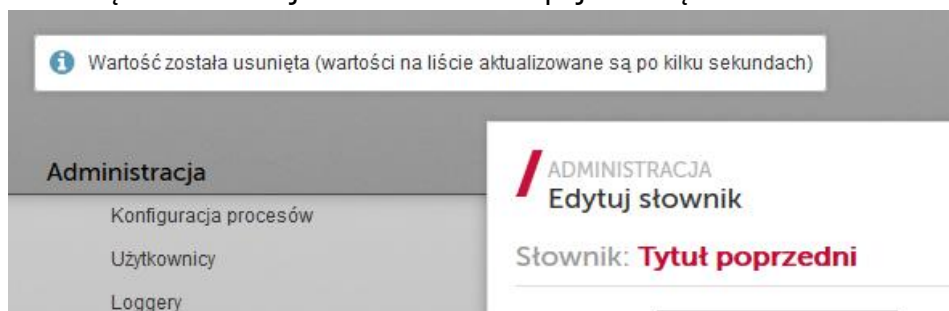 Wartość została usunięta (wartości na liście aktualizowane są po kilku sekundach)
Administracja
Konfiguracja procesów
Użytkownicy
Loggery
ADMINISTRACJA
Edytuj słownik
Słownik: Tytuł poprzedni